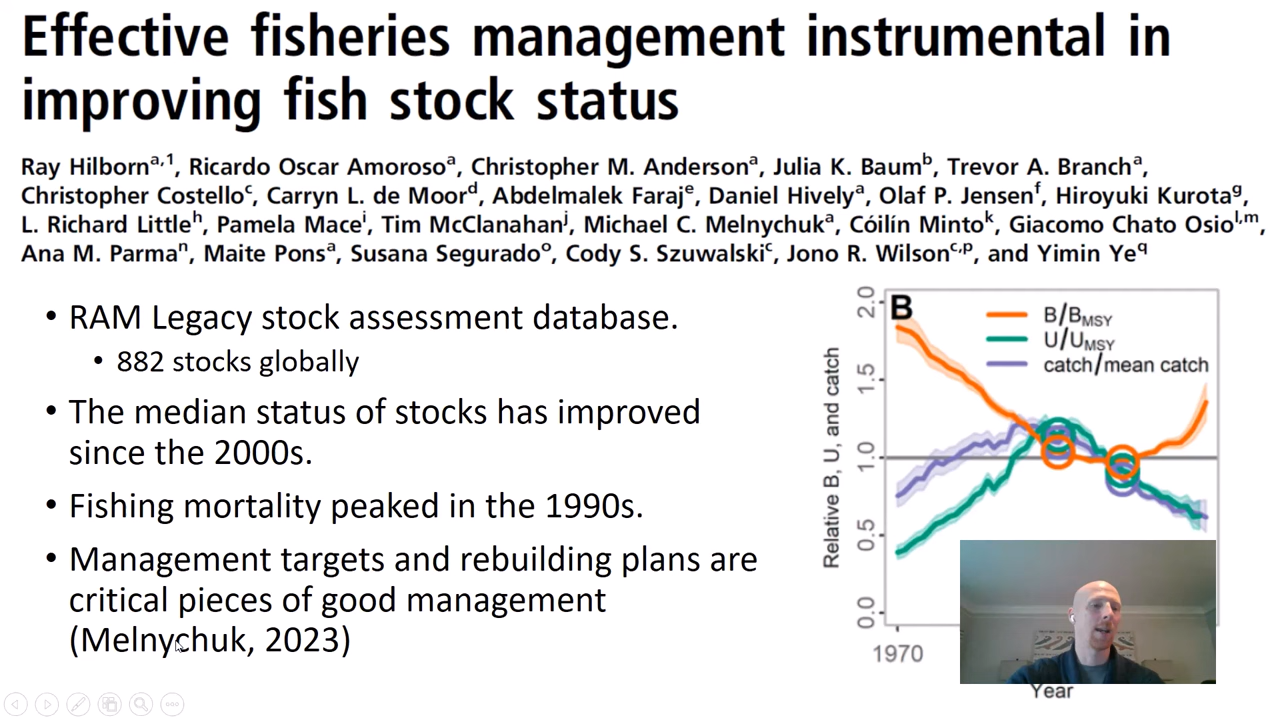 Effective fisheries management instrumental in
improving fish stock status
Ray Hilbornᵃ,¹, Ricardo Oscar Amorosoᵃ, Christopher M. Andersonᵃ, Julia K. Baumᵇ, Trevor A. Branchᵃ,
Christopher Costelloᶜ, Carryn L. de Moorᵈ, Abdelmalek Farajᵉ, Daniel Hivelyᵃ, Olaf P. Jensenᶠ, Hiroyuki Kurotaᵍ,
L. Richard Littleʰ, Pamela Maceⁱ, Tim McClanahanʲ, Michael C. Melnychukᵃ, Cóilín Mintoᵏ, Giacomo Chato Osioˡ,ᵐ,
Ana M. Parmaⁿ, Maite Ponsᵃ, Susana Seguradoᵒ, Cody S. Szuwalskiᶜ, Jono R. Wilsonᶜ,ᵖ, and Yimin Ye^q
• RAM Legacy stock assessment database.
• 882 stocks globally
• The median status of stocks has improved
since the 2000s.
• Fishing mortality peaked in the 1990s.
• Management targets and rebuilding plans are
critical pieces of good management
(Melnychuk, 2023)
B
B/BMSY
U/UMSY
catch/mean catch
Relative B, U, and catch
2.0
1.5
1.0
0.5
0.0
1970
Year